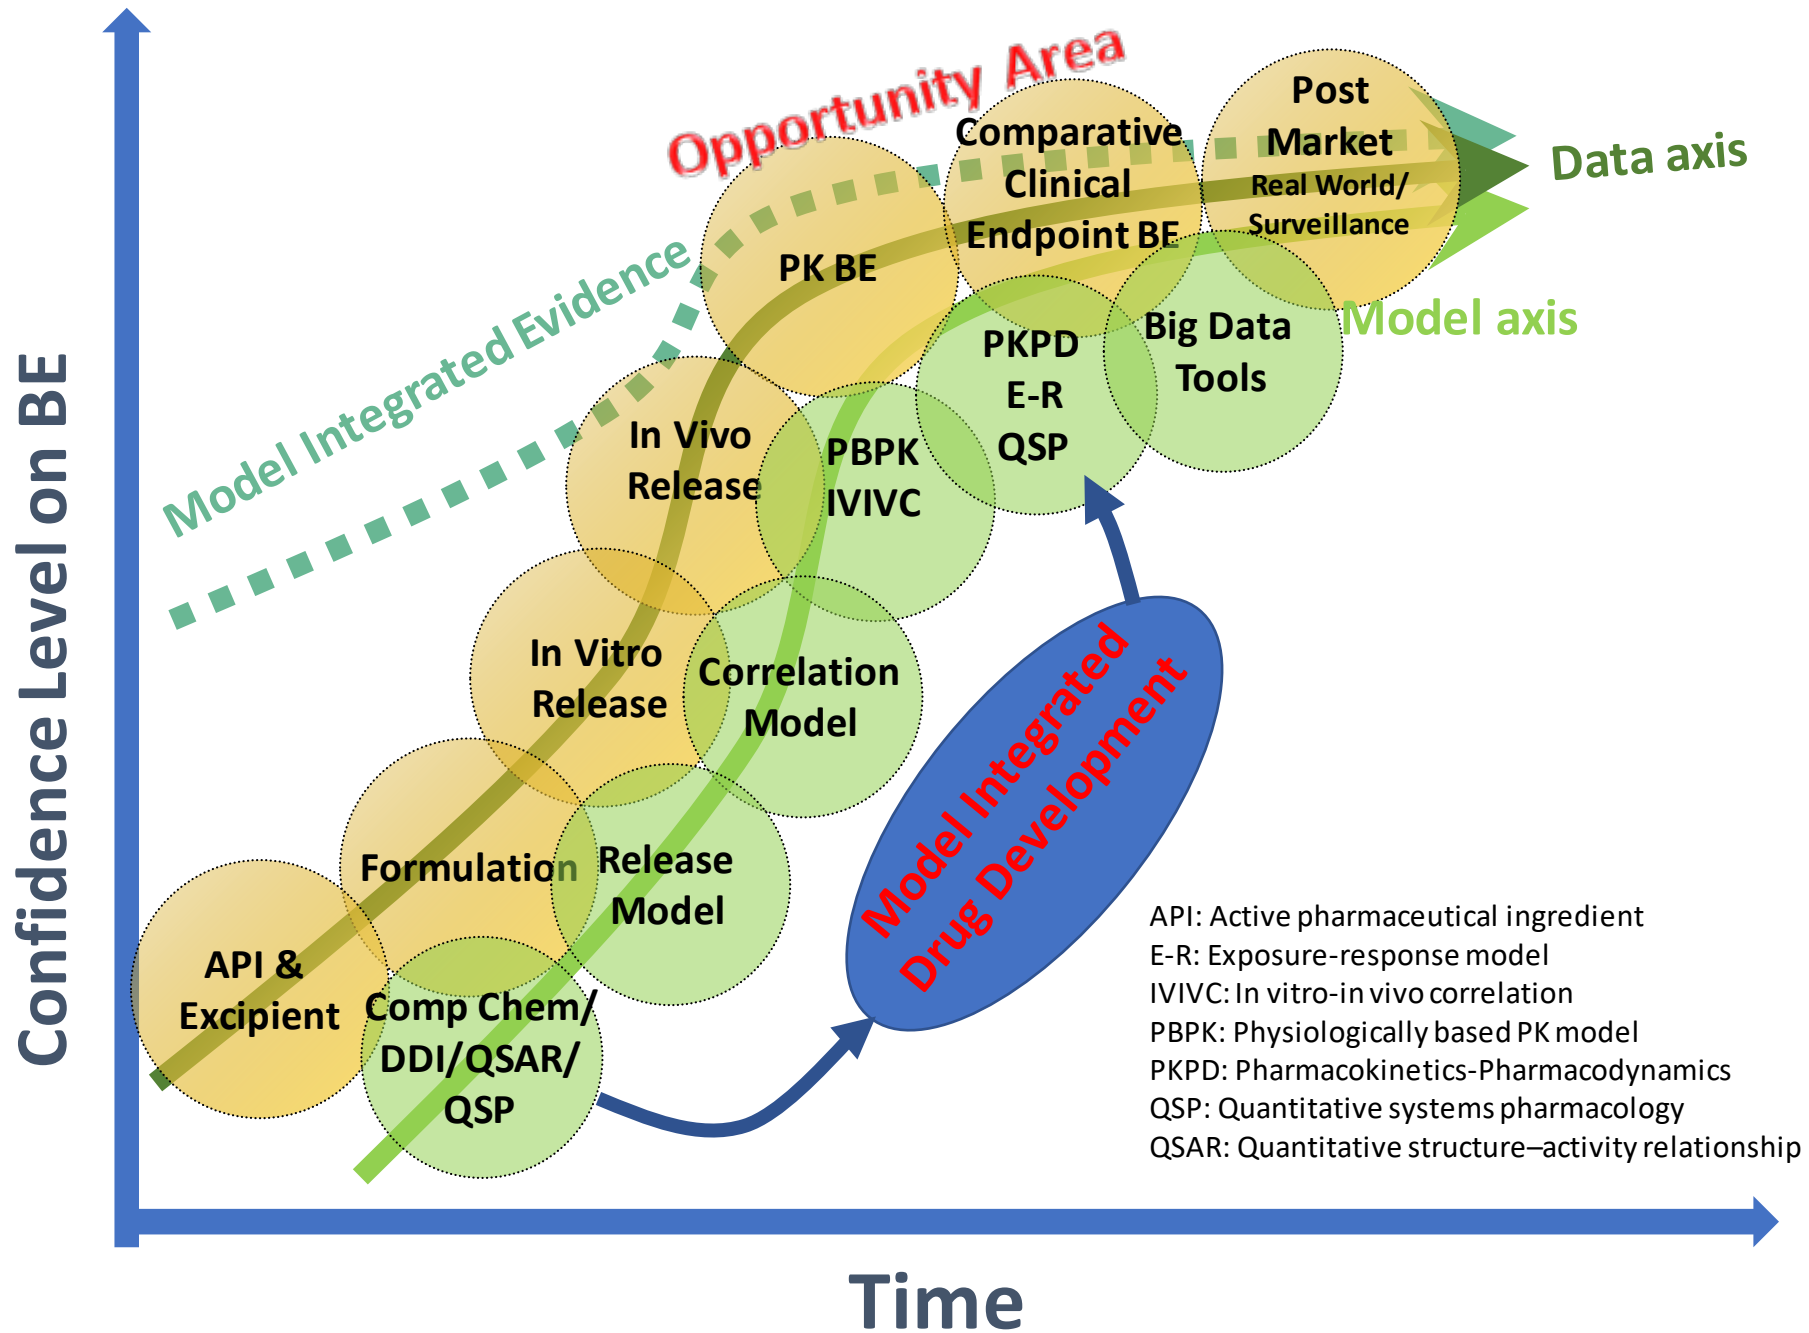 Opportunity Area
Post
Market
Real World/
Surveillance
Comparative
Clinical
Endpoint BE
Data axis
PK BE
Model Integrated Evidence
Model axis
Big Data
Tools
PKPD
E-R
QSP
In Vivo
Release
PBPK
IVIVC
In Vitro
Release
Correlation
Model
Formulation
Release
Model
API &
Excipient
Comp Chem/
DDI/QSAR/
QSP
Model Integrated
Drug Development
API: Active pharmaceutical ingredient
E-R: Exposure-response model
IVIVC: In vitro-in vivo correlation
PBPK: Physiologically based PK model
PKPD: Pharmacokinetics-Pharmacodynamics
QSP: Quantitative systems pharmacology
QSAR: Quantitative structure–activity relationship
Confidence Level on BE
Time